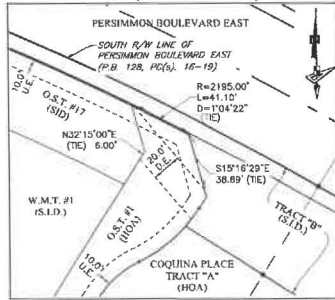 PERSIMMON BOULEVARD EAST
SOUTH R/W LINE OF
PERSIMMON BOULEVARD EAST
(P.B. 128, PG(s). 16-19)
R=2195.00'
L=41.10'
D=1°04'22"
(TIE)
10.0'
U.E.
O.S.T. #17
(SID)
N32°15'00"E
(TIE) 6.00'
20.0'
D.E.
S15°16'29"E
38.89' (TIE)
W.M.T. #1
(S.I.D.)
O.S.T. #1
(HOA)
TRACT "B"
(S.I.D.)
10.0'
U.E.
COQUINA PLACE
TRACT "A"
(HOA)